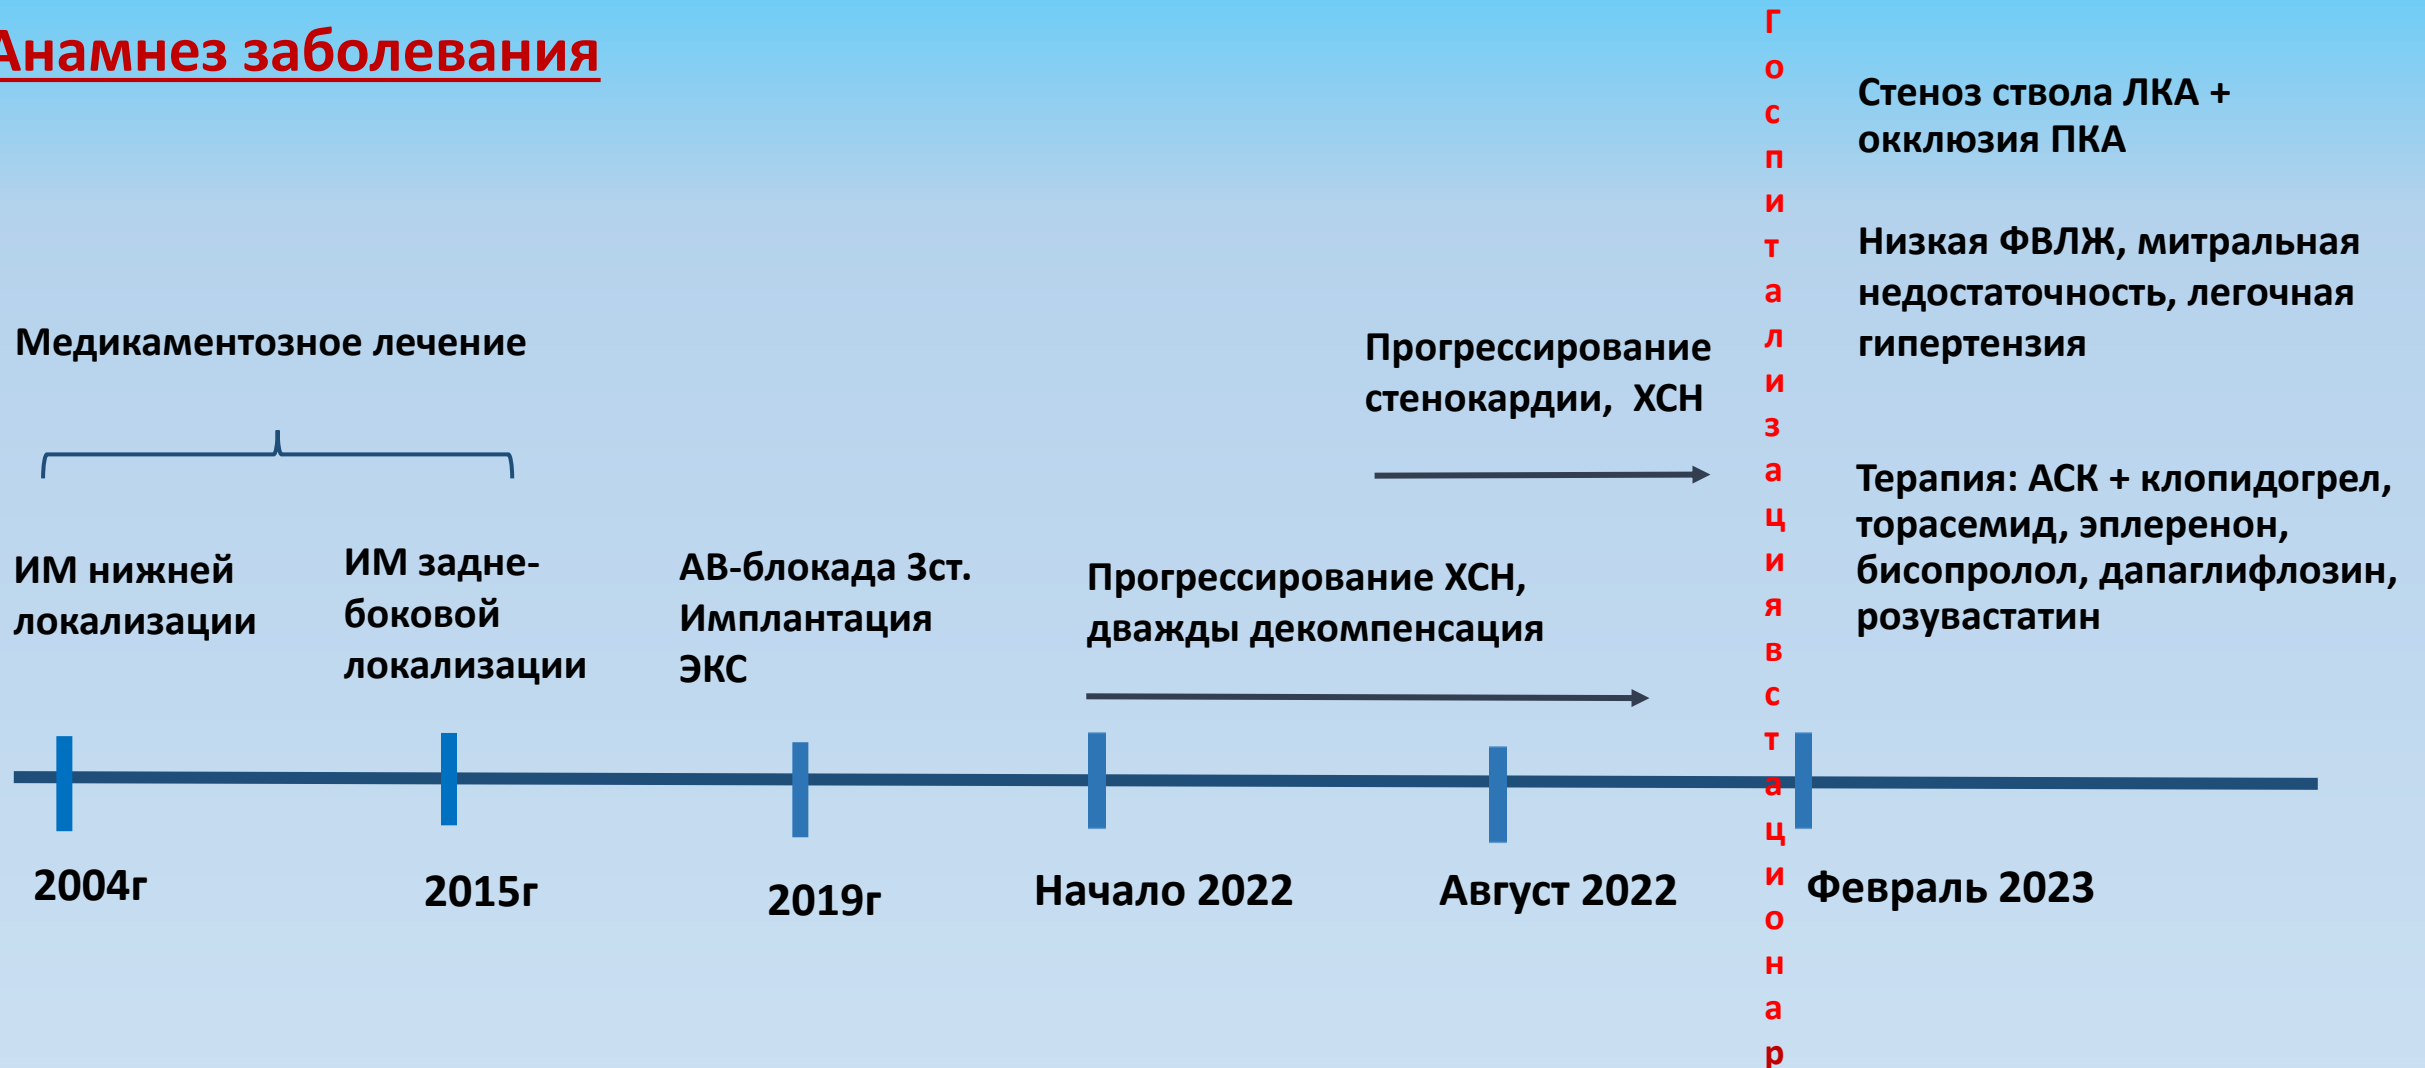 Анамнез заболевания
Медикаментозное лечение
ИМ нижней
локализации
ИМ задне-
боковой
локализации
АВ-блокада 3ст.
Имплантация
ЭКС
Прогрессирование ХСН,
дважды декомпенсация
Прогрессирование
стенокардии, ХСН
Госпитализациявстационар
Стеноз ствола ЛКА +
окклюзия ПКА
Низкая ФВЛЖ, митральная
недостаточность, легочная
гипертензия
Терапия: АСК + клопидогрел,
торасемид, эплеренон,
бисопролол, дапаглифлозин,
розувастатин
2004г
2015г
2019г
Начало 2022
Август 2022
Февраль 2023